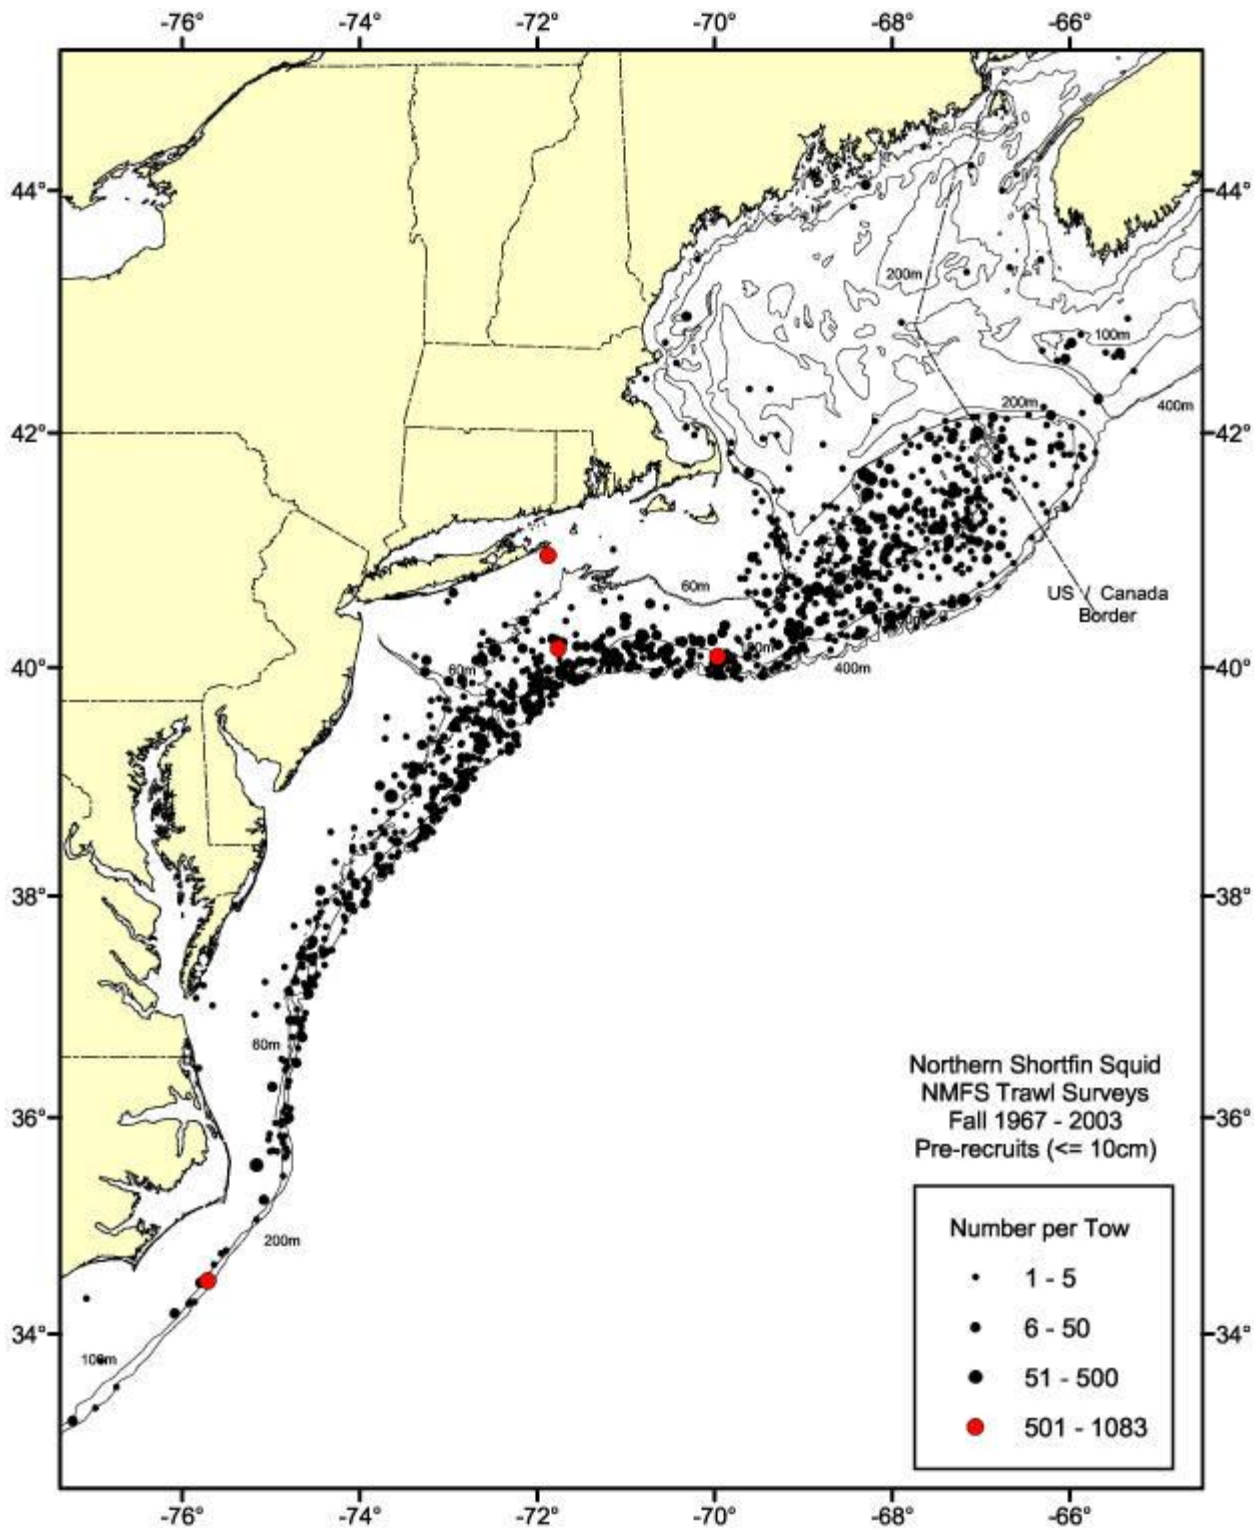 -76° -74° -72° -70° -68° -66°
44° 44°
200m
100m
200m
400m
42° 42°
60m
US / Canada
Border
400m
60m
40° 40°
38° 38°
60m
Northern Shortfin Squid
NMFS Trawl Surveys
Fall 1967 - 2003
Pre-recruits (<= 10cm)
36° 36°
200m
Number per Tow
1 - 5
6 - 50
51 - 500
501 - 1083
34° 34°
100m
-76° -74° -72° -70° -68° -66°